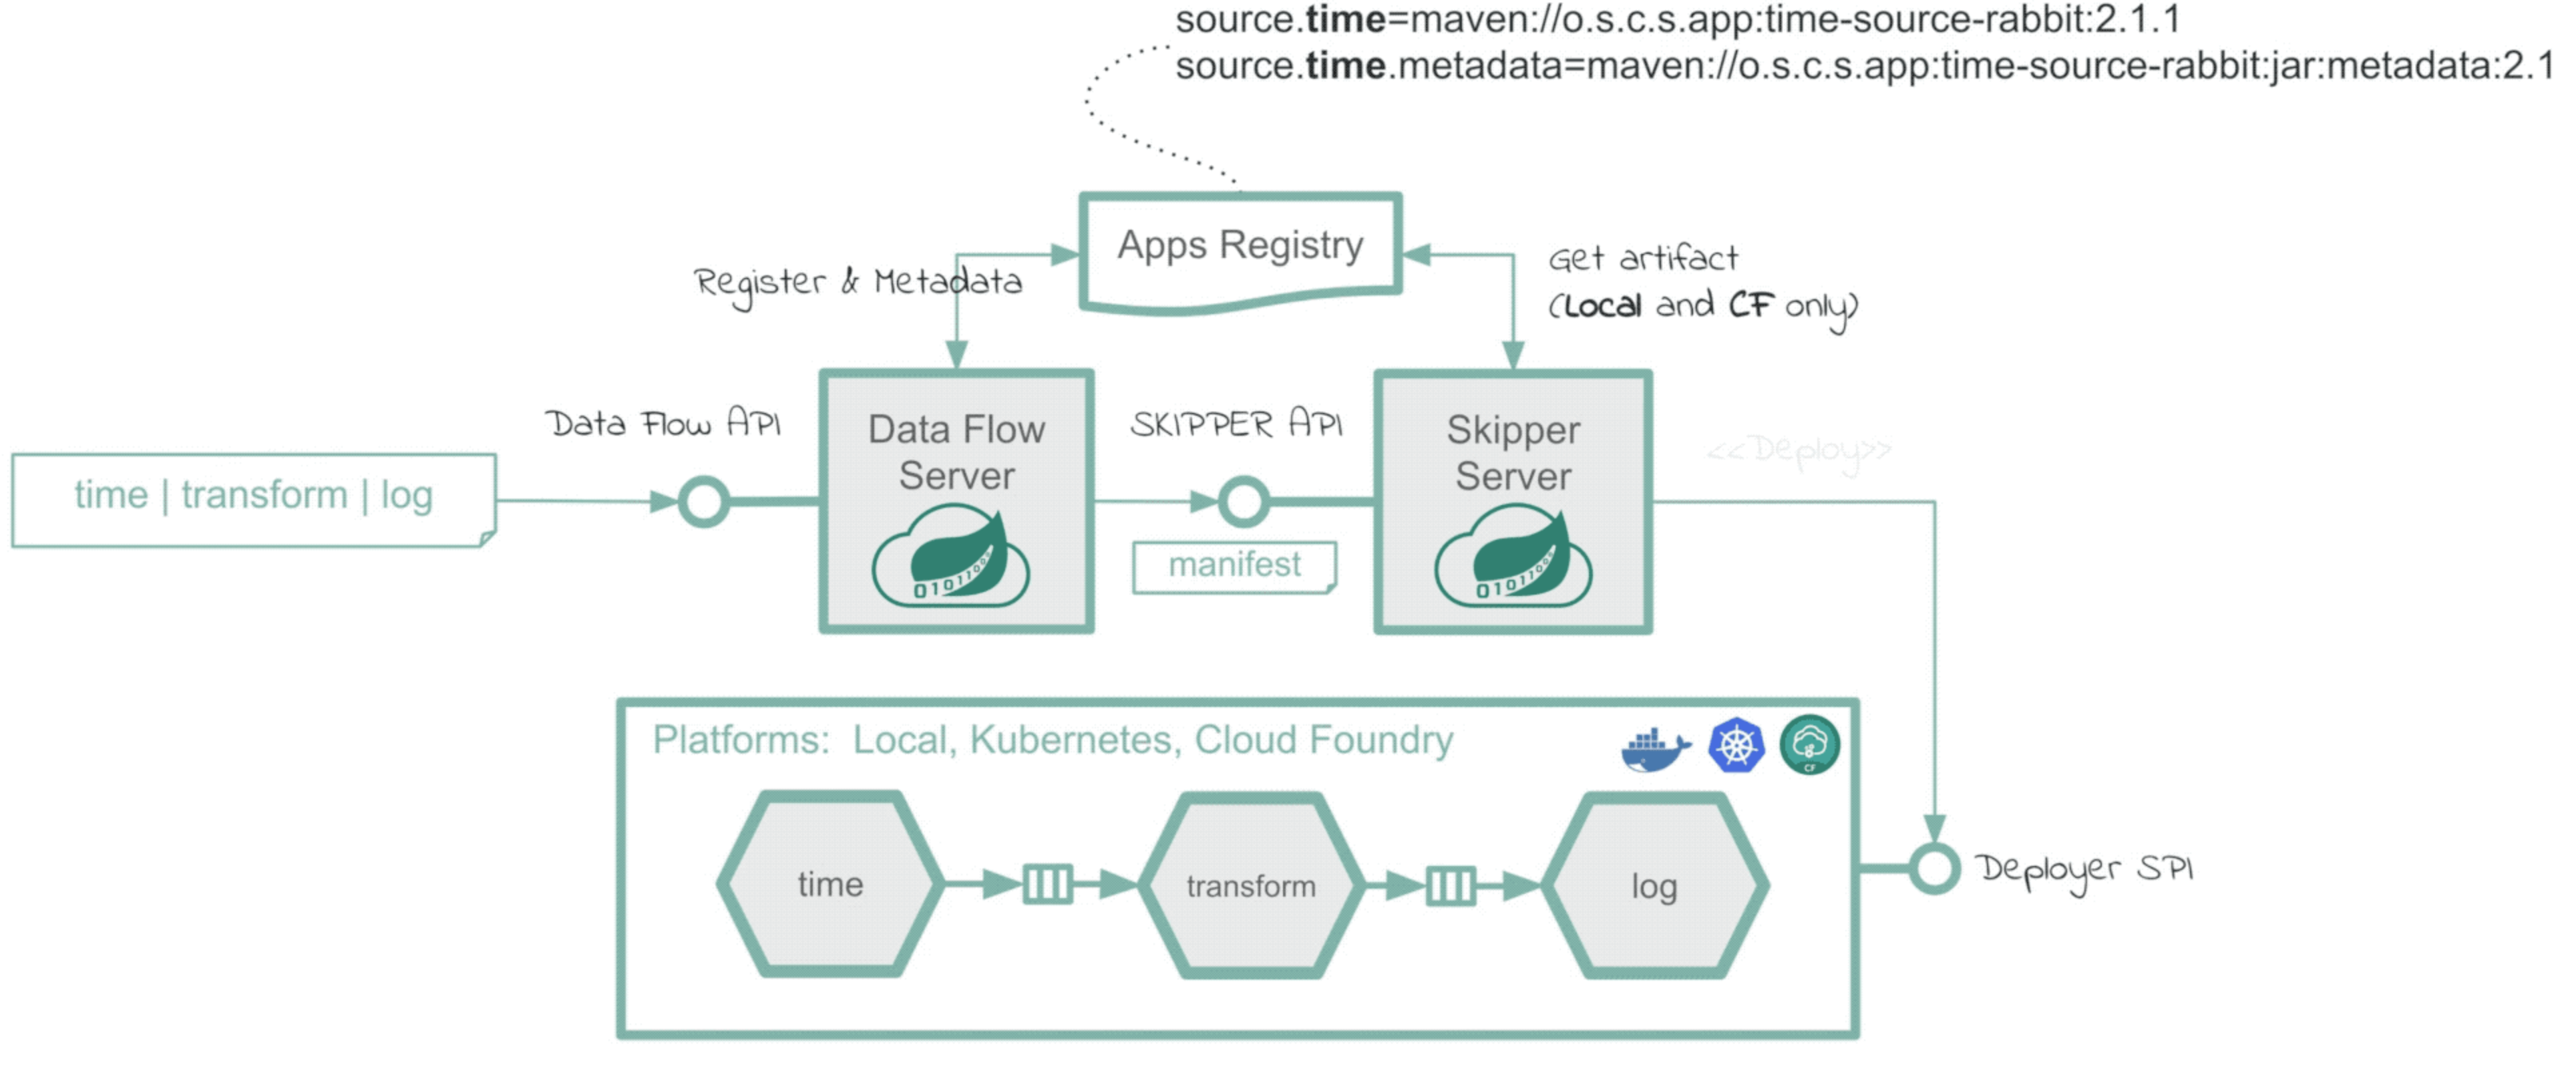 source.time=maven://o.s.c.s.app:time-source-rabbit:2.1.1
source.time.metadata=maven://o.s.c.s.app:time-source-rabbit:jar:metadata:2.1
Apps Registry
Register & Metadata
Get artifact
(Local and CF only)
Data Flow API
Data Flow
Server
SKIPPER API
Skipper
Server
<<Deploy>>
time | transform | log
manifest
010110
010110
Platforms: Local, Kubernetes, Cloud Foundry
CF
time
transform
log
Deployer SPI